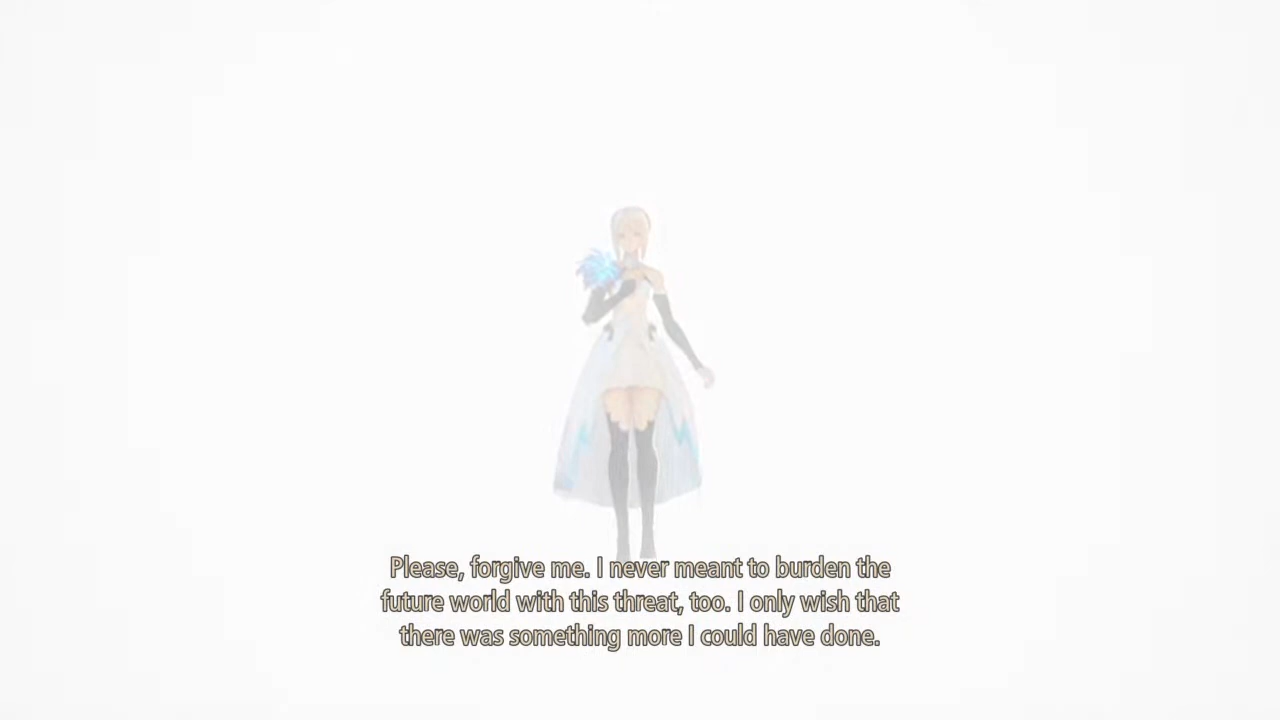 Please, forgive me. I never meant to burden the
future world with this threat, too. I only wish that
there was something more I could have done.